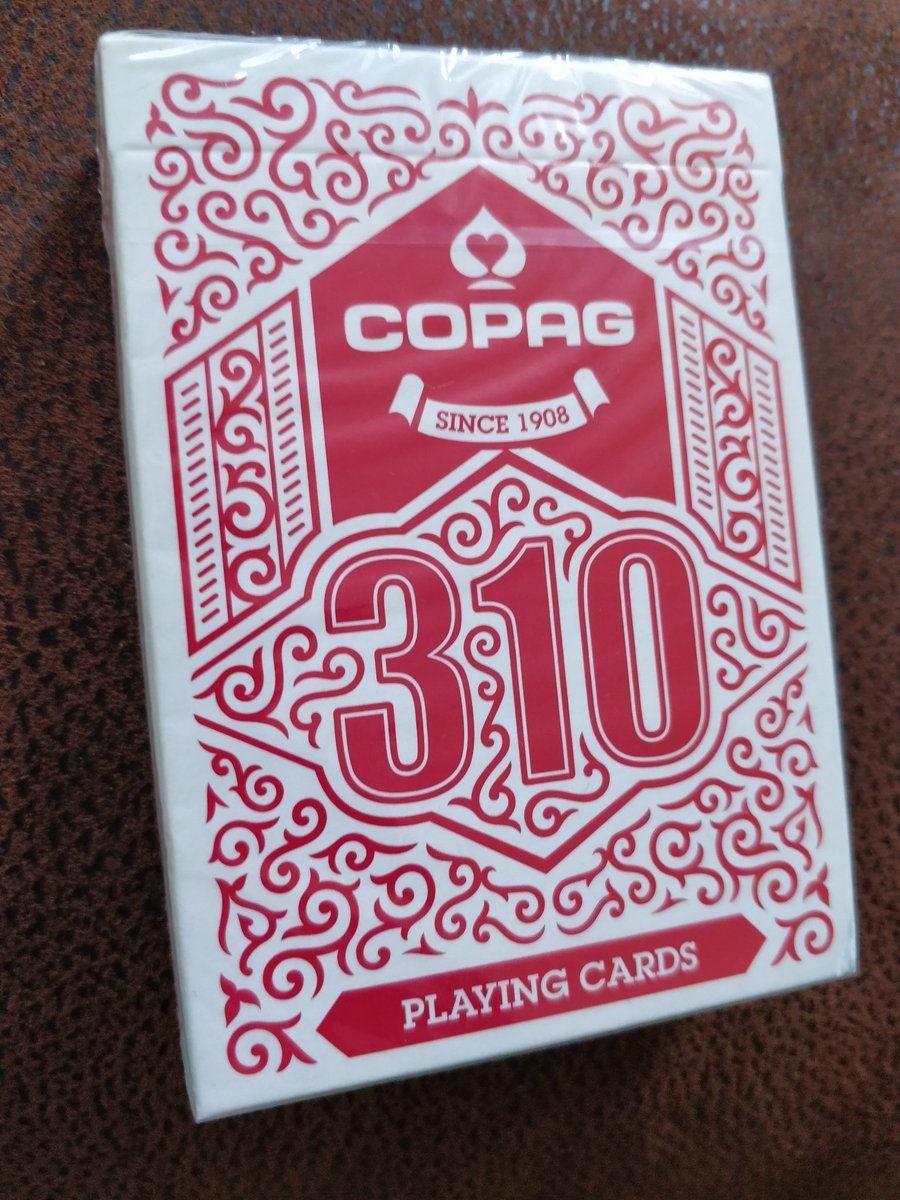 COPAG
SINCE 1908
310
PLAYING CARDS